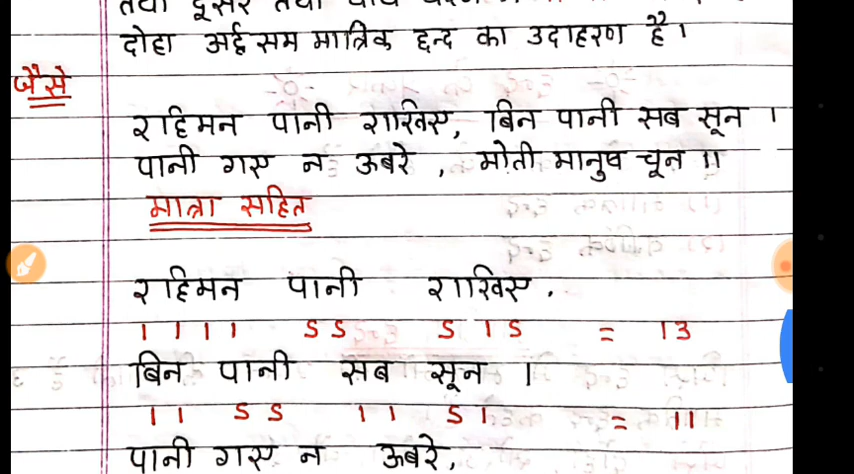 दोहा अर्द्धसम मात्रिक छन्द का उदाहरण है।
जैसे
रहिमन पानी राखिए, बिन पानी सब सून ।
पानी गए न ऊबरे , मोती मानुष चून ॥
मात्रा सहित
रहिमन पानी राखिए .
। । । । S S S । S = 13
बिन पानी सब सून ।
। । S S । । S । = 11
पानी गए न ऊबरे,